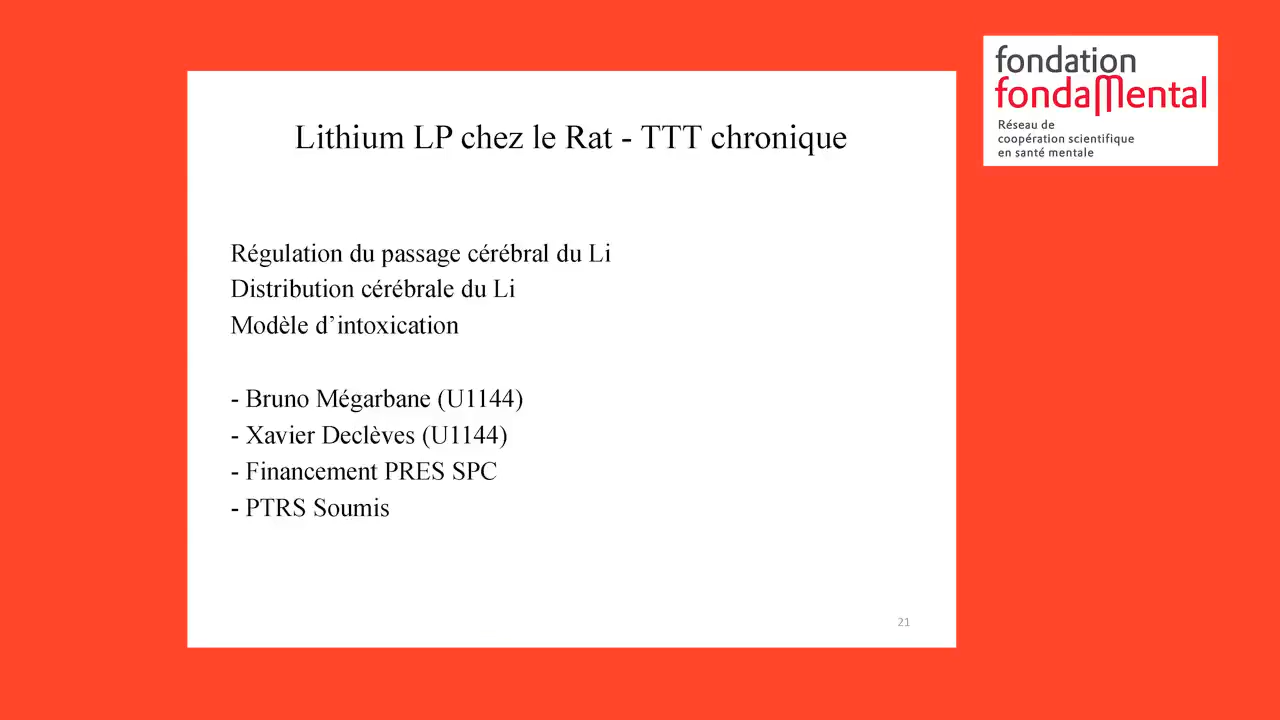 fondation
fondaMental
Réseau de
coopération scientifique
en santé mentale
Lithium LP chez le Rat - TTT chronique
Régulation du passage cérébral du Li
Distribution cérébrale du Li
Modèle d’intoxication
- Bruno Mégarbane (U1144)
- Xavier Declèves (U1144)
- Financement PRES SPC
- PTRS Soumis
21